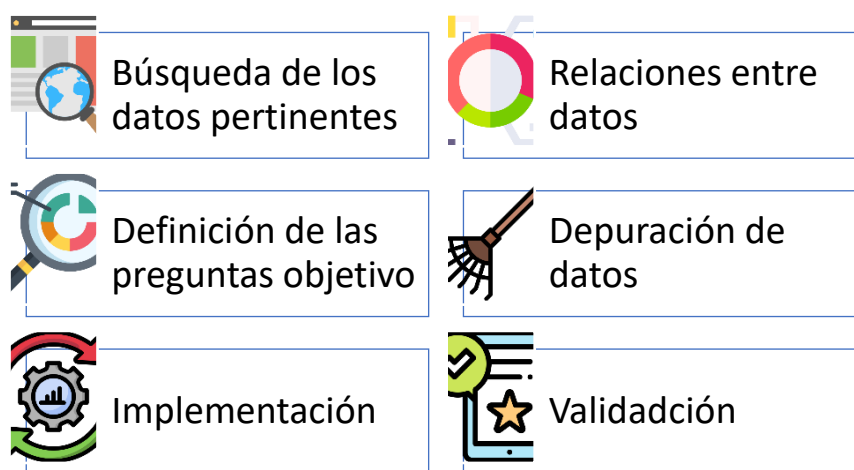 Búsqueda de los
datos pertinentes
Relaciones entre
datos
Definición de las
preguntas objetivo
Depuración de
datos
Implementación
Validadción